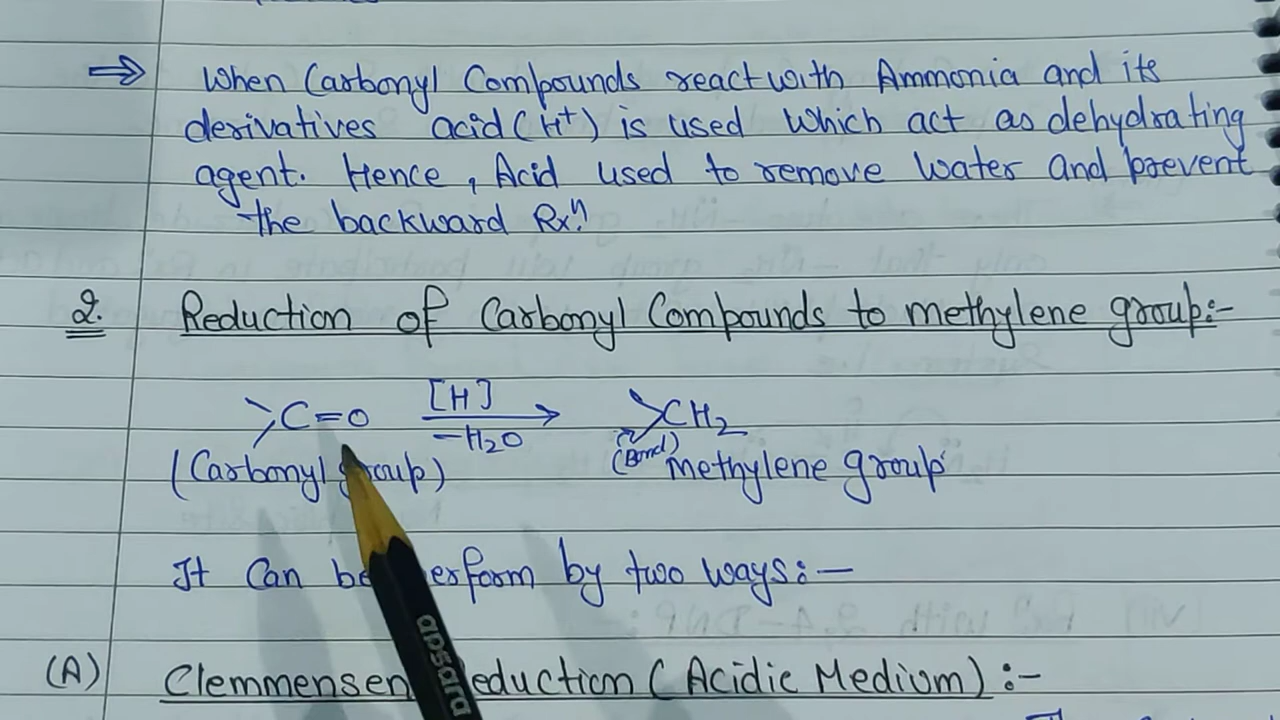 ⇒ When Carbonyl Compounds react with Ammonia and its
derivatives acid (H⁺) is used which act as dehydrating
agent. Hence, Acid used to remove water and prevent
the backward Rxⁿ.
2. Reduction of Carbonyl Compounds to methylene group:-
>C=O [H] → >CH₂
-H₂O
(Carbonyl group) (Bond) methylene group
It Can be perform by two ways:-
(A) Clemmensen Reduction (Acidic Medium) :-
apsara